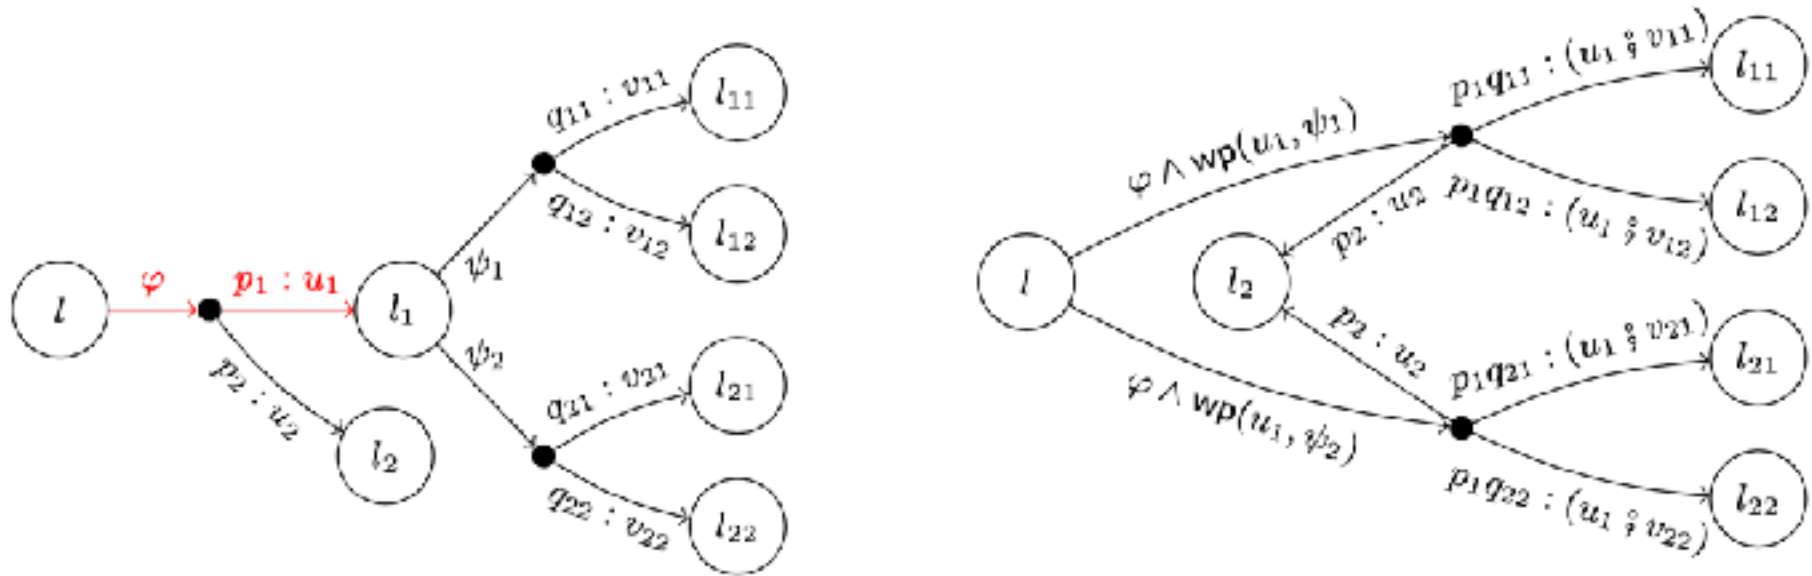 l
φ
p₁ : u₁
p₂ : u₂
l₁
l₂
ψ₁
ψ₂
q₁₁ : v₁₁
q₁₂ : v₁₂
q₂₁ : v₂₁
q₂₂ : v₂₂
l₁₁
l₁₂
l₂₁
l₂₂
l
φ ∧ wp(u₁, ψ₁)
φ ∧ wp(u₁, ψ₂)
l₂
p₂ : u₂
p₂ : u₂
p₁q₁₁ : (u₁ ⨟ v₁₁)
p₁q₁₂ : (u₁ ⨟ v₁₂)
p₁q₂₁ : (u₁ ⨟ v₂₁)
p₁q₂₂ : (u₁ ⨟ v₂₂)
l₁₁
l₁₂
l₂₁
l₂₂